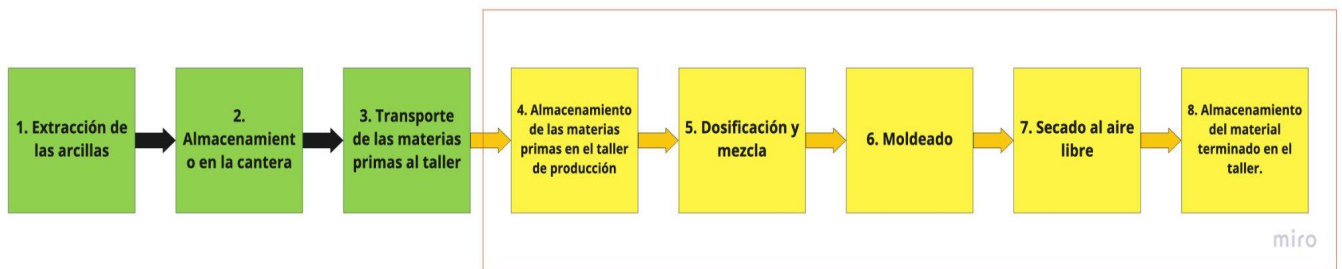 1. Extracción de
las arcillas
2.
Almacenamient
o en la cantera
3. Transporte
de las materias
primas al taller
4. Almacenamiento
de las materias
primas en el taller
de producción
5. Dosificación y
mezcla
6. Moldeado
7. Secado al aire
libre
8. Almacenamiento
del material
terminado en el
taller.
miro